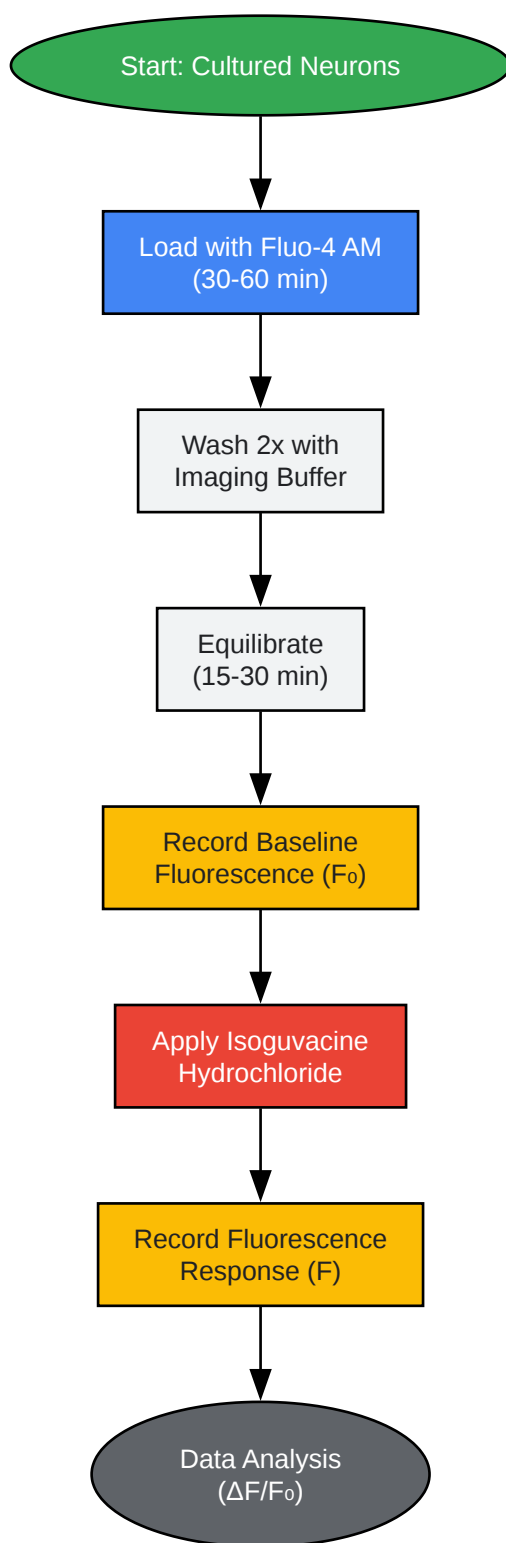 Start: Cultured Neurons
Load with Fluo-4 AM
(30-60 min)
Wash 2x with
Imaging Buffer
Equilibrate
(15-30 min)
Record Baseline
Fluorescence (F₀)
Apply Isoguvacine
Hydrochloride
Record Fluorescence
Response (F)
Data Analysis
(ΔF/F₀)